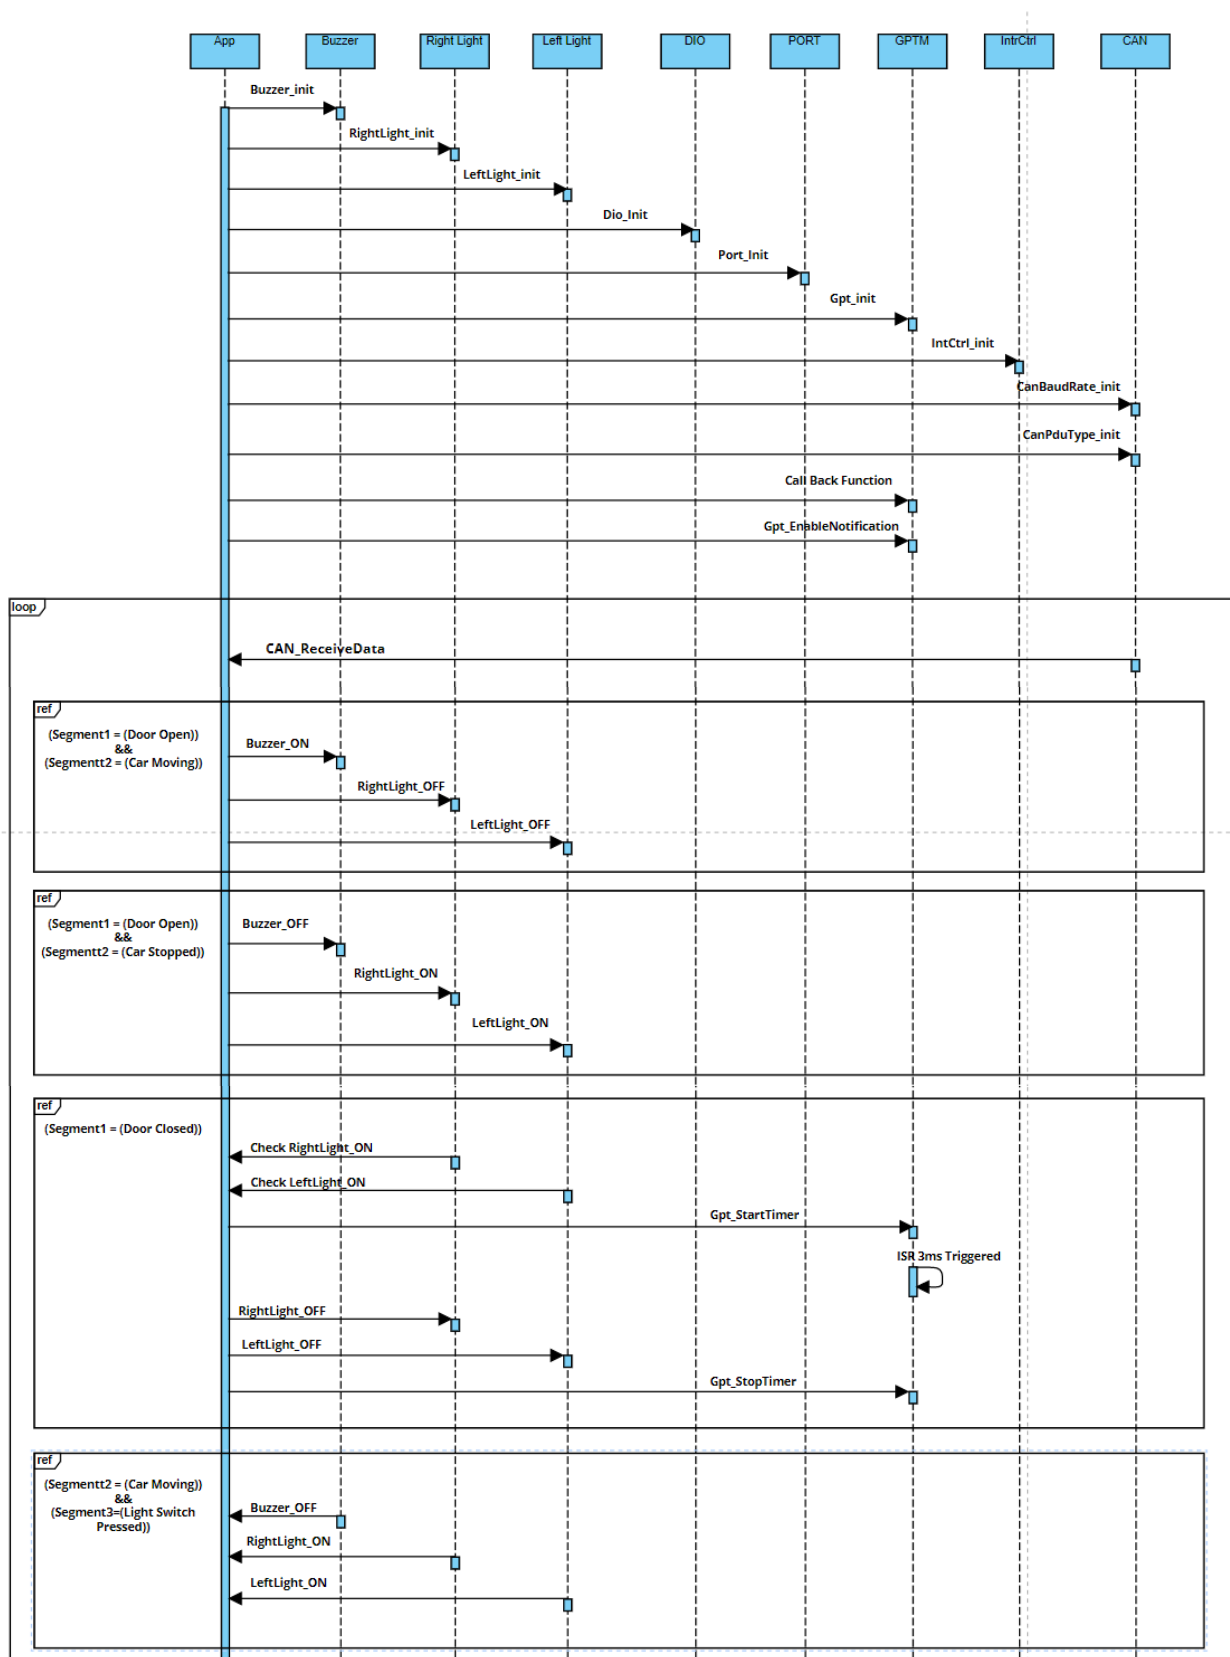 App
Buzzer
Right Light
Left Light
DIO
PORT
GPTM
IntrCtrl
CAN
Buzzer_init
RightLight_init
LeftLight_init
Dio_Init
Port_Init
Gpt_init
IntCtrl_init
CanBaudRate_init
CanPduType_init
Call Back Function
Gpt_EnableNotification
loop
CAN_ReceiveData
ref
(Segment1 = (Door Open))
&&
(Segmentt2 = (Car Moving))
Buzzer_ON
RightLight_OFF
LeftLight_OFF
ref
(Segment1 = (Door Open))
&&
(Segmentt2 = (Car Stopped))
Buzzer_OFF
RightLight_ON
LeftLight_ON
ref
(Segment1 = (Door Closed))
Check RightLight_ON
Check LeftLight_ON
Gpt_StartTimer
ISR 3ms Triggered
RightLight_OFF
LeftLight_OFF
Gpt_StopTimer
ref
(Segmentt2 = (Car Moving))
&&
(Segment3=(Light Switch
Pressed))
Buzzer_OFF
RightLight_ON
LeftLight_ON